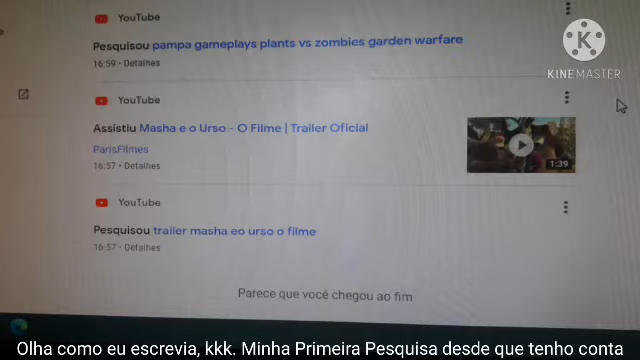 YouTube
Pesquisou pampa gameplays plants vs zombies garden warfare
16:59 • Detalhes
KINEMASTER
YouTube
Assistiu Masha e o Urso - O Filme | Trailer Oficial
ParisFilmes
16:57 • Detalhes
1:39
YouTube
Pesquisou trailer masha eo urso o filme
16:57 • Detalhes
Parece que você chegou ao fim
Olha como eu escrevia, kkk. Minha Primeira Pesquisa desde que tenho conta